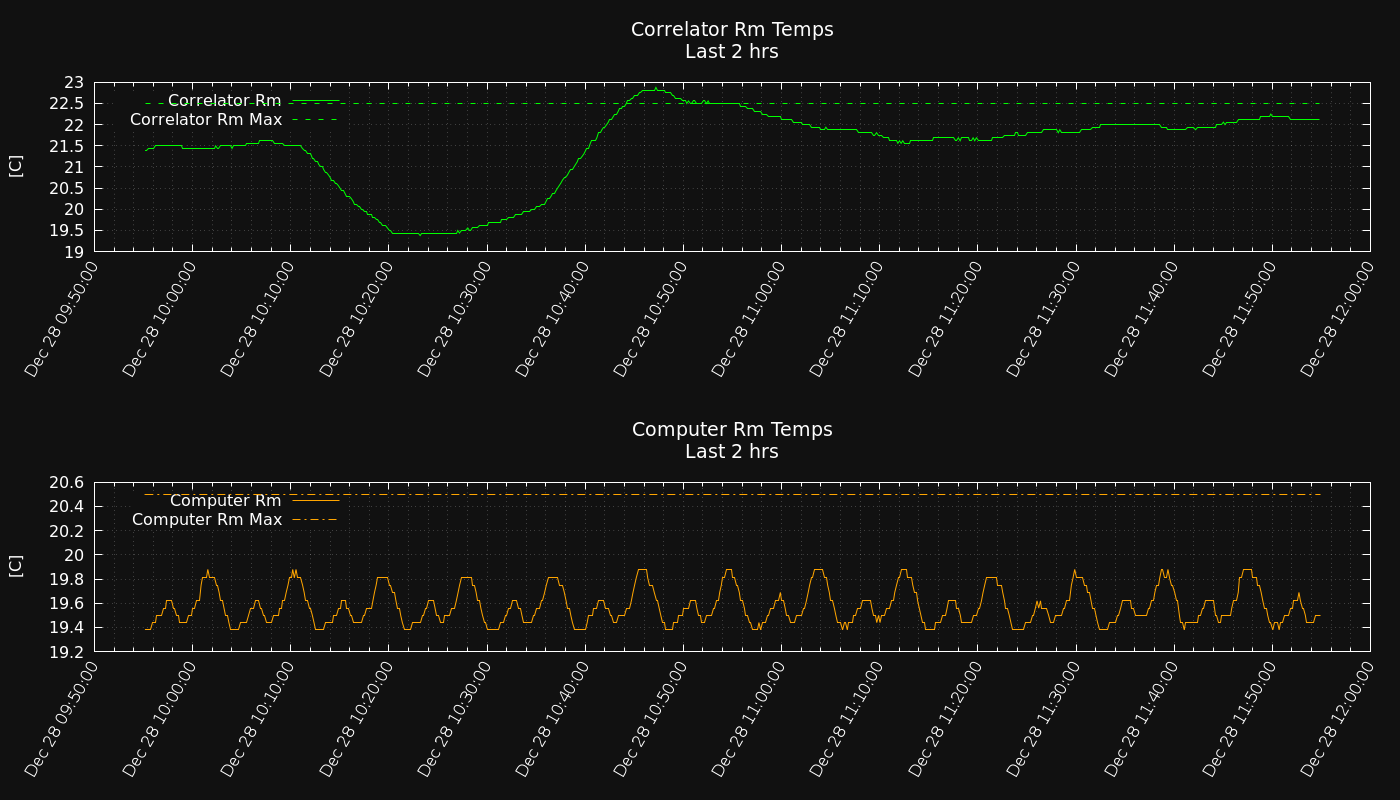 Correlator Rm Temps
Last 2 hrs
23
22.5
22
21.5
21
20.5
20
19.5
19
[C]
Correlator Rm
Correlator Rm Max
Dec 28 09:50:00
Dec 28 10:00:00
Dec 28 10:10:00
Dec 28 10:20:00
Dec 28 10:30:00
Dec 28 10:40:00
Dec 28 10:50:00
Dec 28 11:00:00
Dec 28 11:10:00
Dec 28 11:20:00
Dec 28 11:30:00
Dec 28 11:40:00
Dec 28 11:50:00
Dec 28 12:00:00
Computer Rm Temps
Last 2 hrs
20.6
20.4
20.2
20
19.8
19.6
19.4
19.2
[C]
Computer Rm
Computer Rm Max
Dec 28 09:50:00
Dec 28 10:00:00
Dec 28 10:10:00
Dec 28 10:20:00
Dec 28 10:30:00
Dec 28 10:40:00
Dec 28 10:50:00
Dec 28 11:00:00
Dec 28 11:10:00
Dec 28 11:20:00
Dec 28 11:30:00
Dec 28 11:40:00
Dec 28 11:50:00
Dec 28 12:00:00